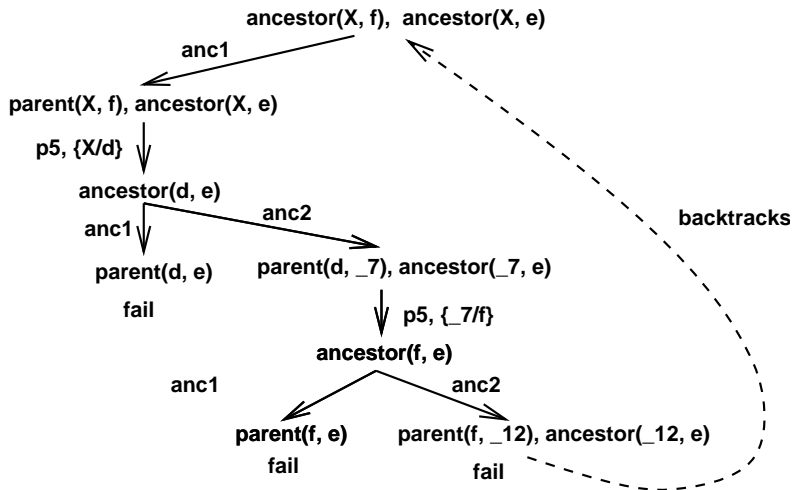 ancestor(X, f),  ancestor(X, e)
anc1
parent(X, f), ancestor(X, e)
p5, {X/d}
ancestor(d, e)
anc1
anc2
backtracks
parent(d, e)
parent(d, _7), ancestor(_7, e)
fail
p5, {_7/f}
ancestor(f, e)
anc1
anc2
parent(f, e)
parent(f, _12), ancestor(_12, e)
fail
fail